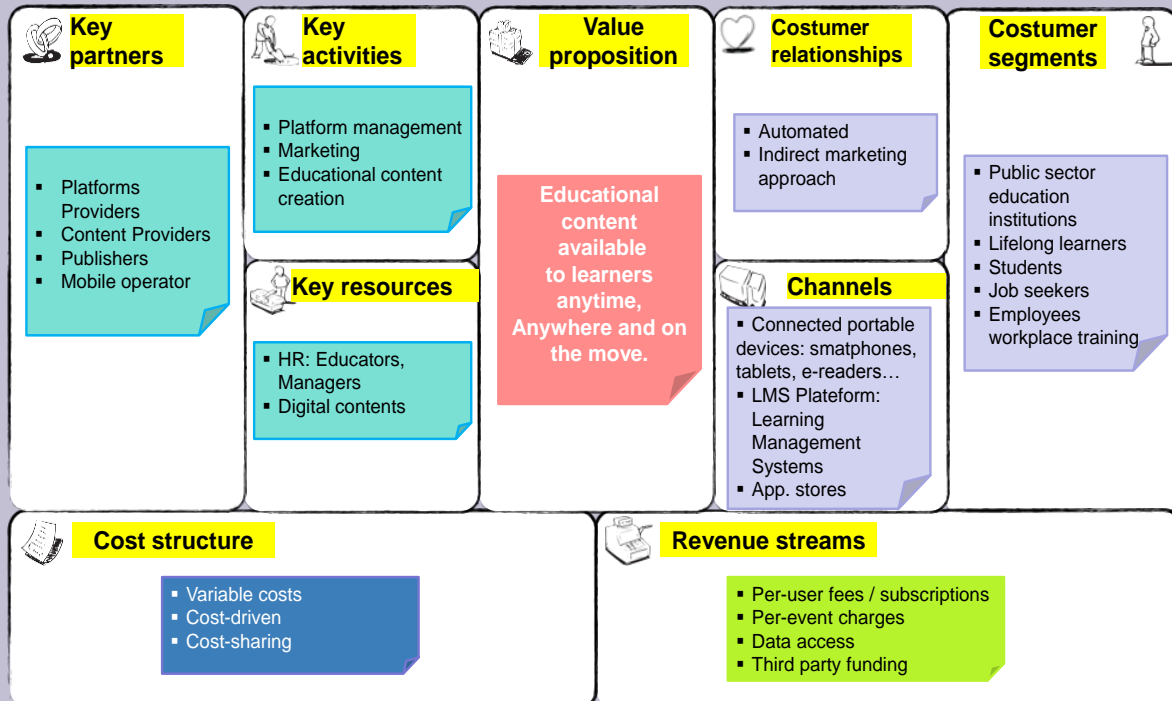 Key
partners
▪ Platforms
Providers
▪ Content Providers
▪ Publishers
▪ Mobile operator
Key
activities
▪ Platform management
▪ Marketing
▪ Educational content
creation
Key resources
▪ HR: Educators,
Managers
▪ Digital contents
Value
proposition
Educational
content
available
to learners
anytime,
Anywhere and on
the move.
Costumer
relationships
▪ Automated
▪ Indirect marketing
approach
Channels
▪ Connected portable
devices: smatphones,
tablets, e-readers…
▪ LMS Plateform:
Learning
Management
Systems
▪ App. stores
Costumer
segments
▪ Public sector
education
institutions
▪ Lifelong learners
▪ Students
▪ Job seekers
▪ Employees
workplace training
Cost structure
▪ Variable costs
▪ Cost-driven
▪ Cost-sharing
Revenue streams
▪ Per-user fees / subscriptions
▪ Per-event charges
▪ Data access
▪ Third party funding